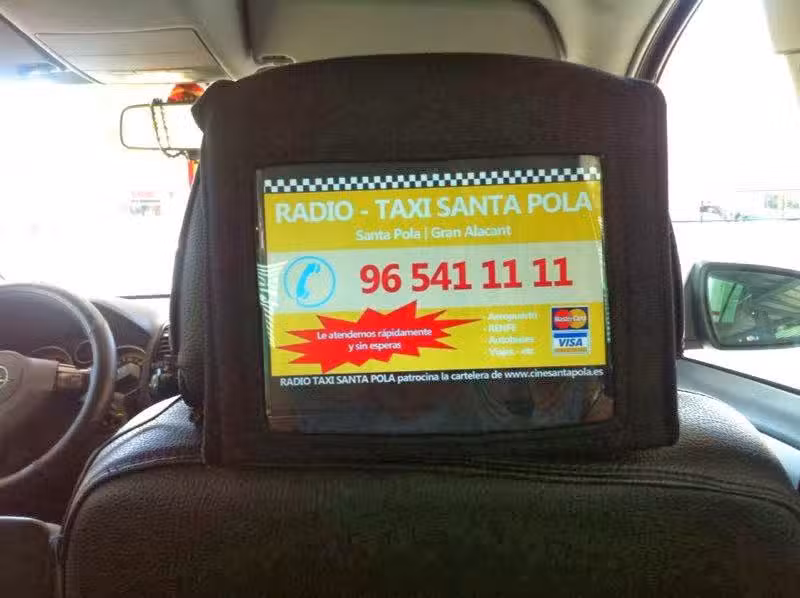 RADIO - TAXI SANTA POLA
Santa Pola | Gran Alacant
96 541 11 11
Le atendemos rápidamente
y sin esperas
- Aeropuerto
- RENFE
- Autobuses
- Viajes - etc
MasterCard
VISA
RADIO TAXI SANTA POLA patrocina la cartelera de www.cinesantapola.es